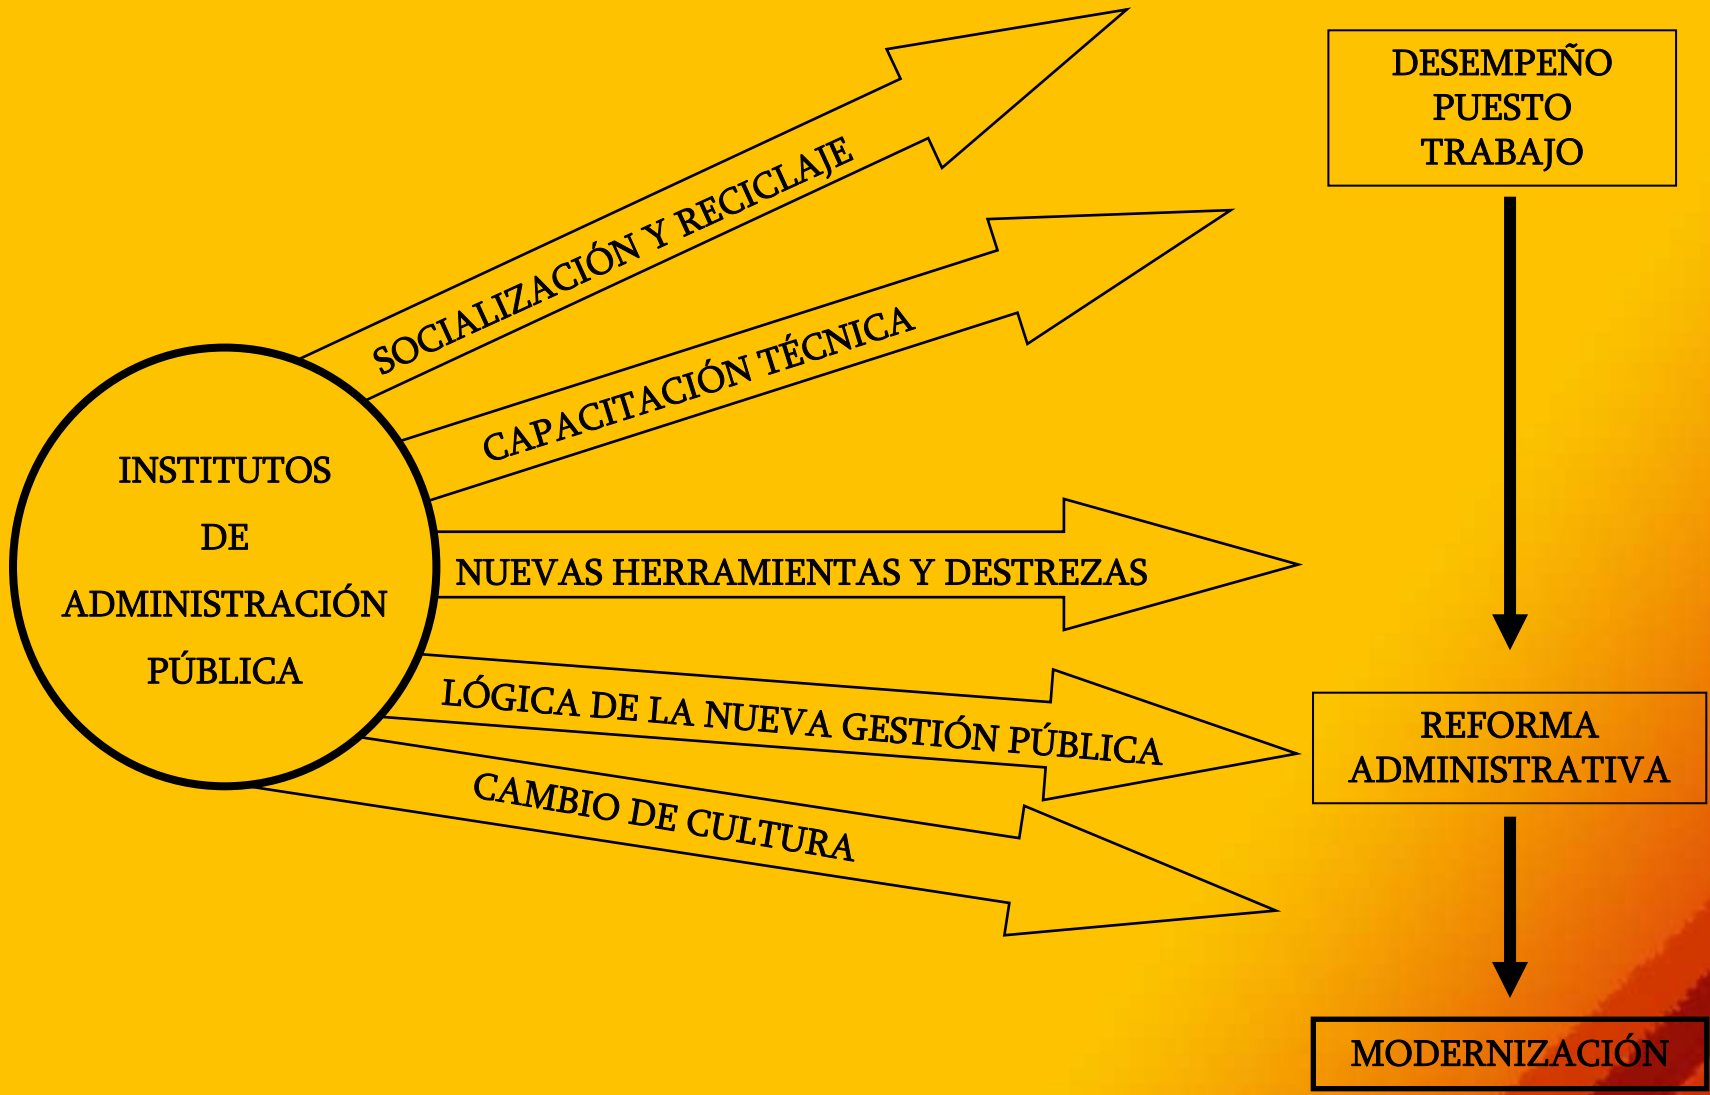 INSTITUTOS
DE
ADMINISTRACIÓN
PÚBLICA
SOCIALIZACIÓN Y RECICLAJE
CAPACITACIÓN TÉCNICA
NUEVAS HERRAMIENTAS Y DESTREZAS
LÓGICA DE LA NUEVA GESTIÓN PÚBLICA
CAMBIO DE CULTURA
DESEMPEÑO
PUESTO
TRABAJO
REFORMA
ADMINISTRATIVA
MODERNIZACIÓN